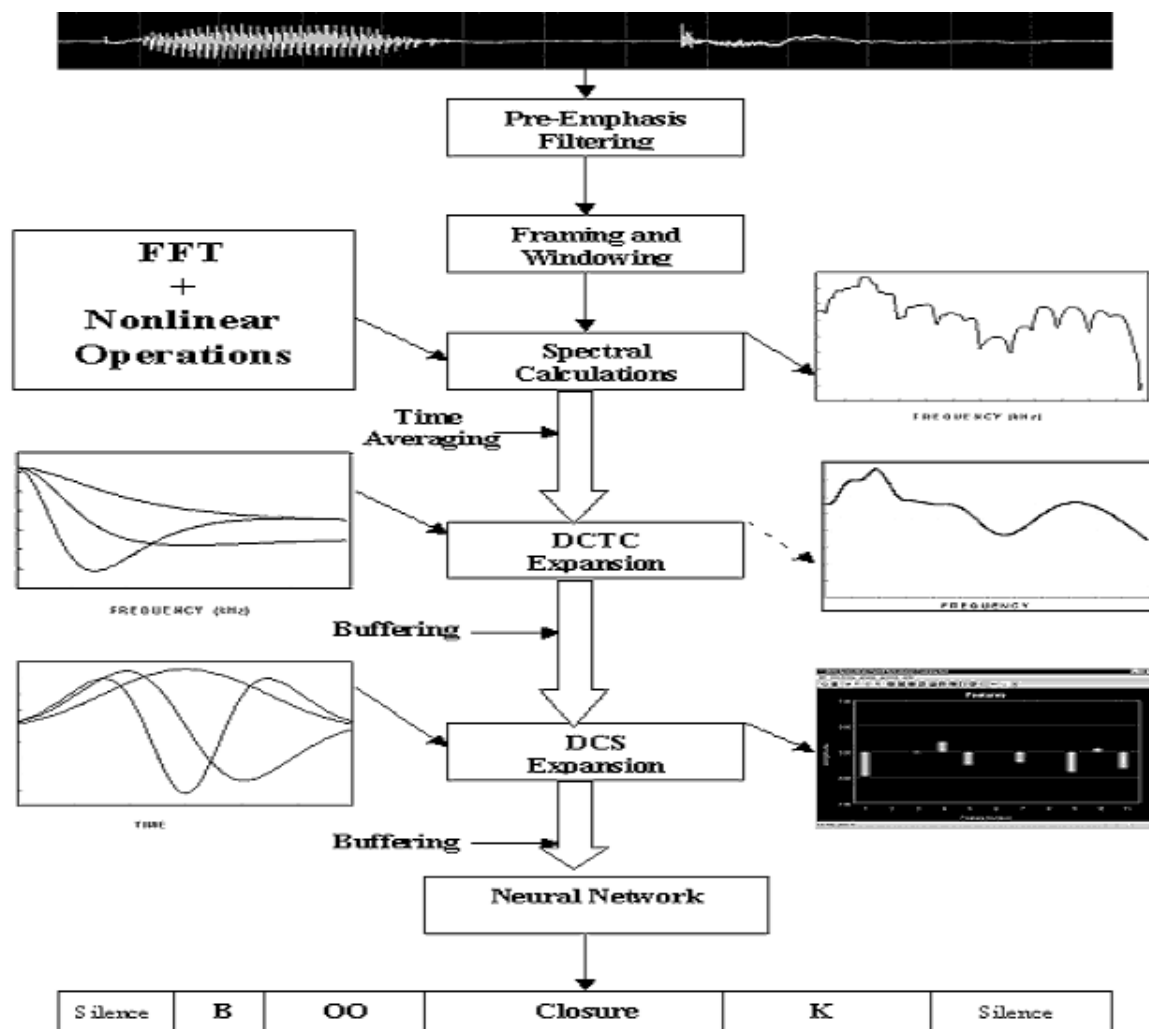 Pre-Emphasis
Filtering
Framing and
Windowing
FFT
+
Nonlinear
Operations
Spectral
Calculations
FREQUENCY (kHz)
Time
Averaging
DCTC
Expansion
FREQUENCY (kHz)
FREQUENCY
Buffering
DCS
Expansion
Features
TIME
Buffering
Neural Network
Silence B OO Closure K Silence